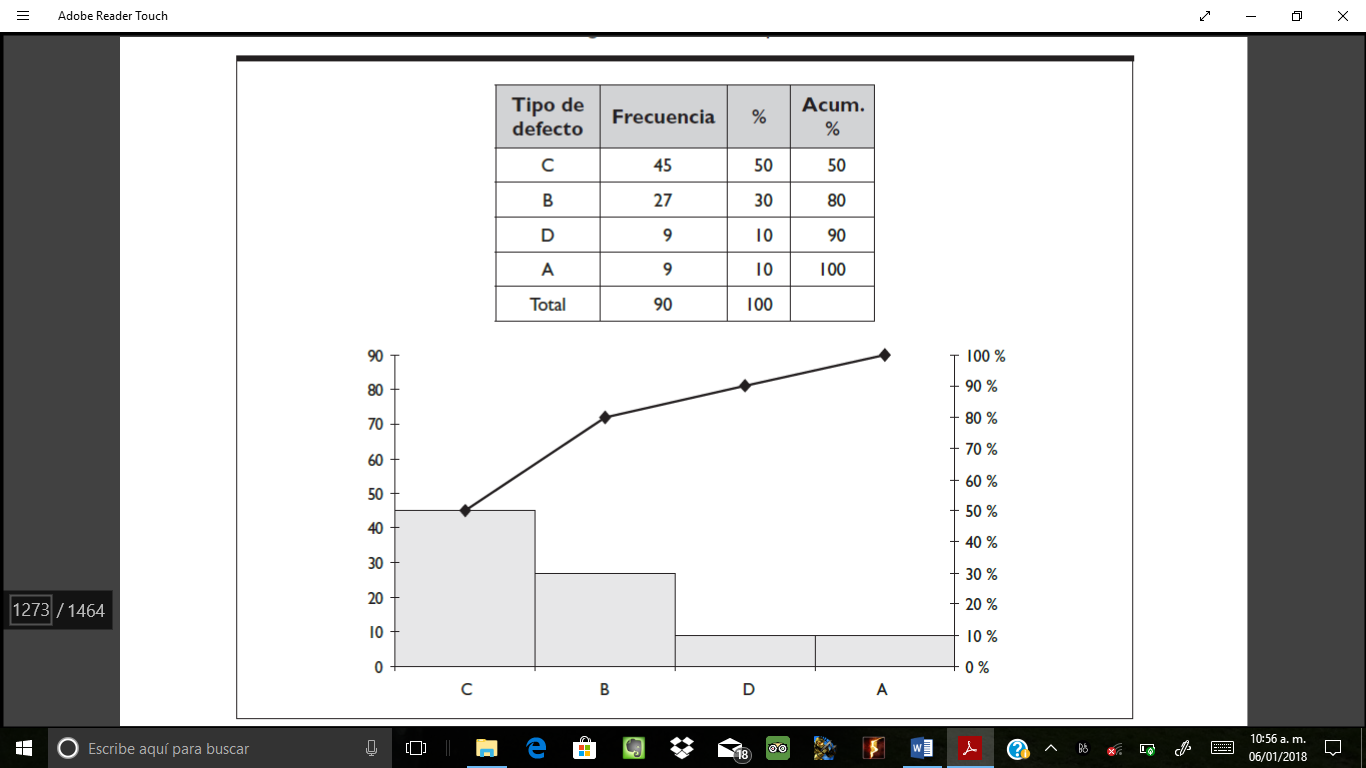 Adobe Reader Touch
Tipo de defecto Frecuencia % Acum. %
C 45 50 50
B 27 30 80
D 9 10 90
A 9 10 100
Total 90 100
90 100 %
80 90 %
70 80 %
60 70 %
50 60 %
40 50 %
30 40 %
20 30 %
10 20 %
0 10 %
0 %
C B D A
1273 / 1464
Escribe aquí para buscar
18
10:56 a. m.
06/01/2018